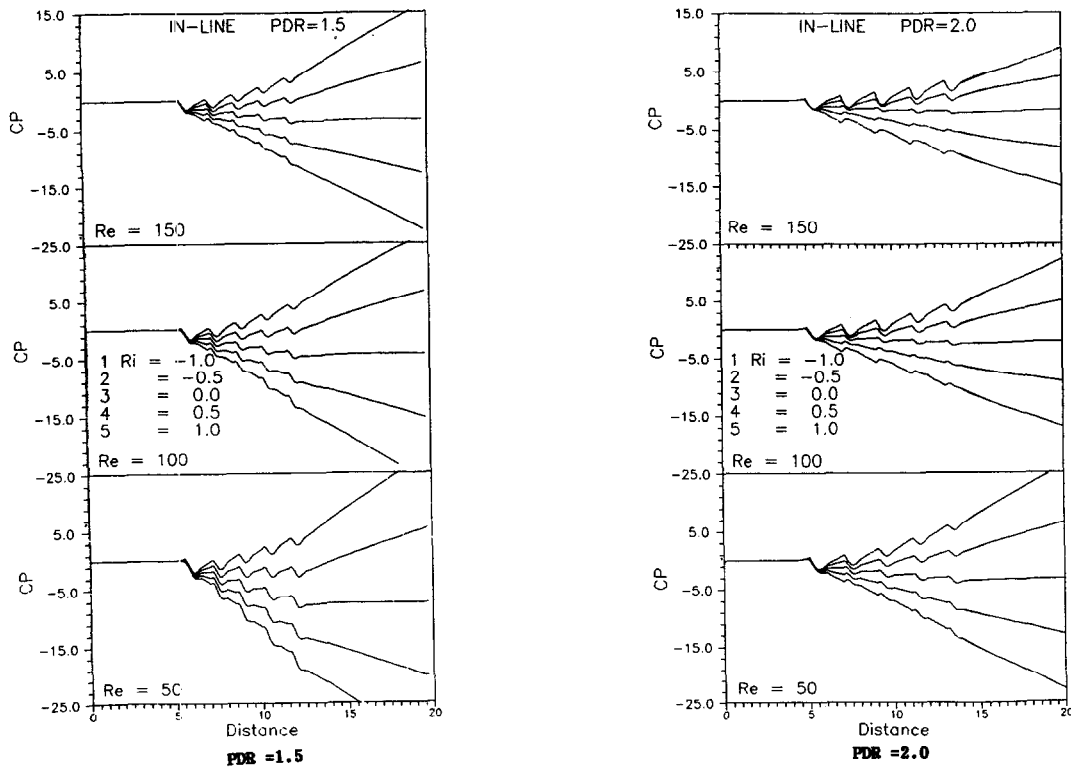 IN-LINE PDR=1.5
15.0
5.0
CP
-5.0
-15.0
Re = 150
-25.0
5.0
CP
-5.0
1 Ri = -1.0
2 = -0.5
3 = 0.0
4 = 0.5
5 = 1.0
-15.0
Re = 100
-25.0
5.0
CP
-5.0
-15.0
Re = 50
-25.0
0 5 10 15 20
Distance
PDR =1.5
IN-LINE PDR=2.0
15.0
5.0
CP
-5.0
-15.0
Re = 150
-25.0
5.0
CP
-5.0
1 Ri = -1.0
2 = -0.5
3 = 0.0
4 = 0.5
5 = 1.0
-15.0
Re = 100
-25.0
5.0
CP
-5.0
-15.0
Re = 50
-25.0
0 5 10 15 20
Distance
PDR =2.0